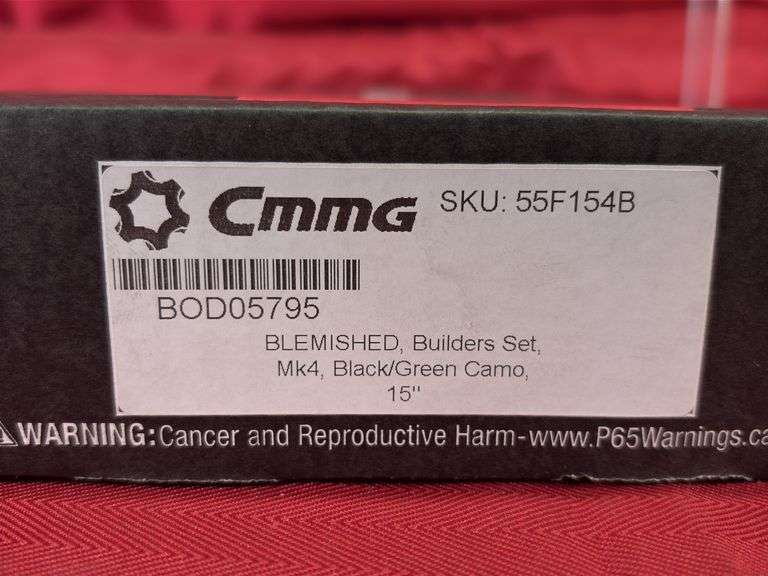 CMMG SKU: 55F154B
BOD05795
BLEMISHED, Builders Set,
Mk4, Black/Green Camo,
15"
WARNING: Cancer and Reproductive Harm-www.P65Warnings.ca